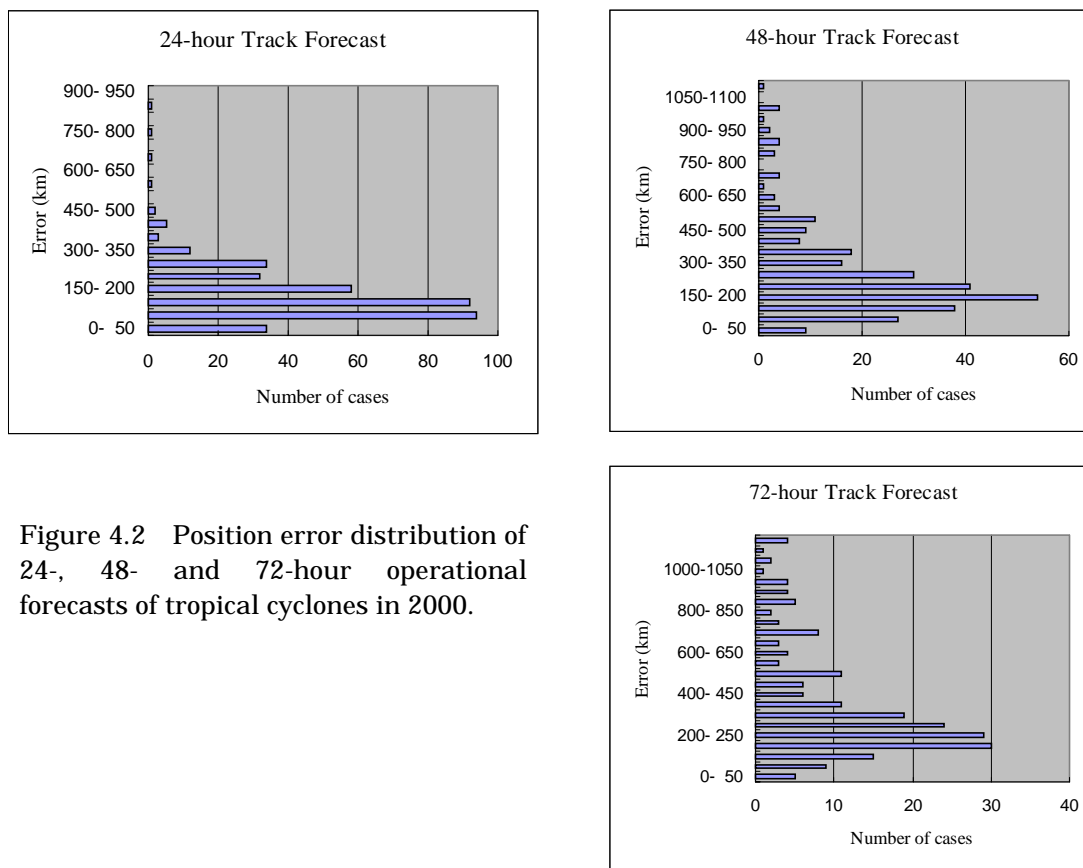 24-hour Track Forecast
900- 950
750- 800
600- 650
450- 500
300- 350
150- 200
0- 50
Error (km)
0 20 40 60 80 100
Number of cases
48-hour Track Forecast
1050-1100
900- 950
750- 800
600- 650
450- 500
300- 350
150- 200
0- 50
Error (km)
0 20 40 60
Number of cases
Figure 4.2 Position error distribution of
24-, 48- and 72-hour operational
forecasts of tropical cyclones in 2000.
72-hour Track Forecast
1000-1050
800- 850
600- 650
400- 450
200- 250
0- 50
Error (km)
0 10 20 30 40
Number of cases